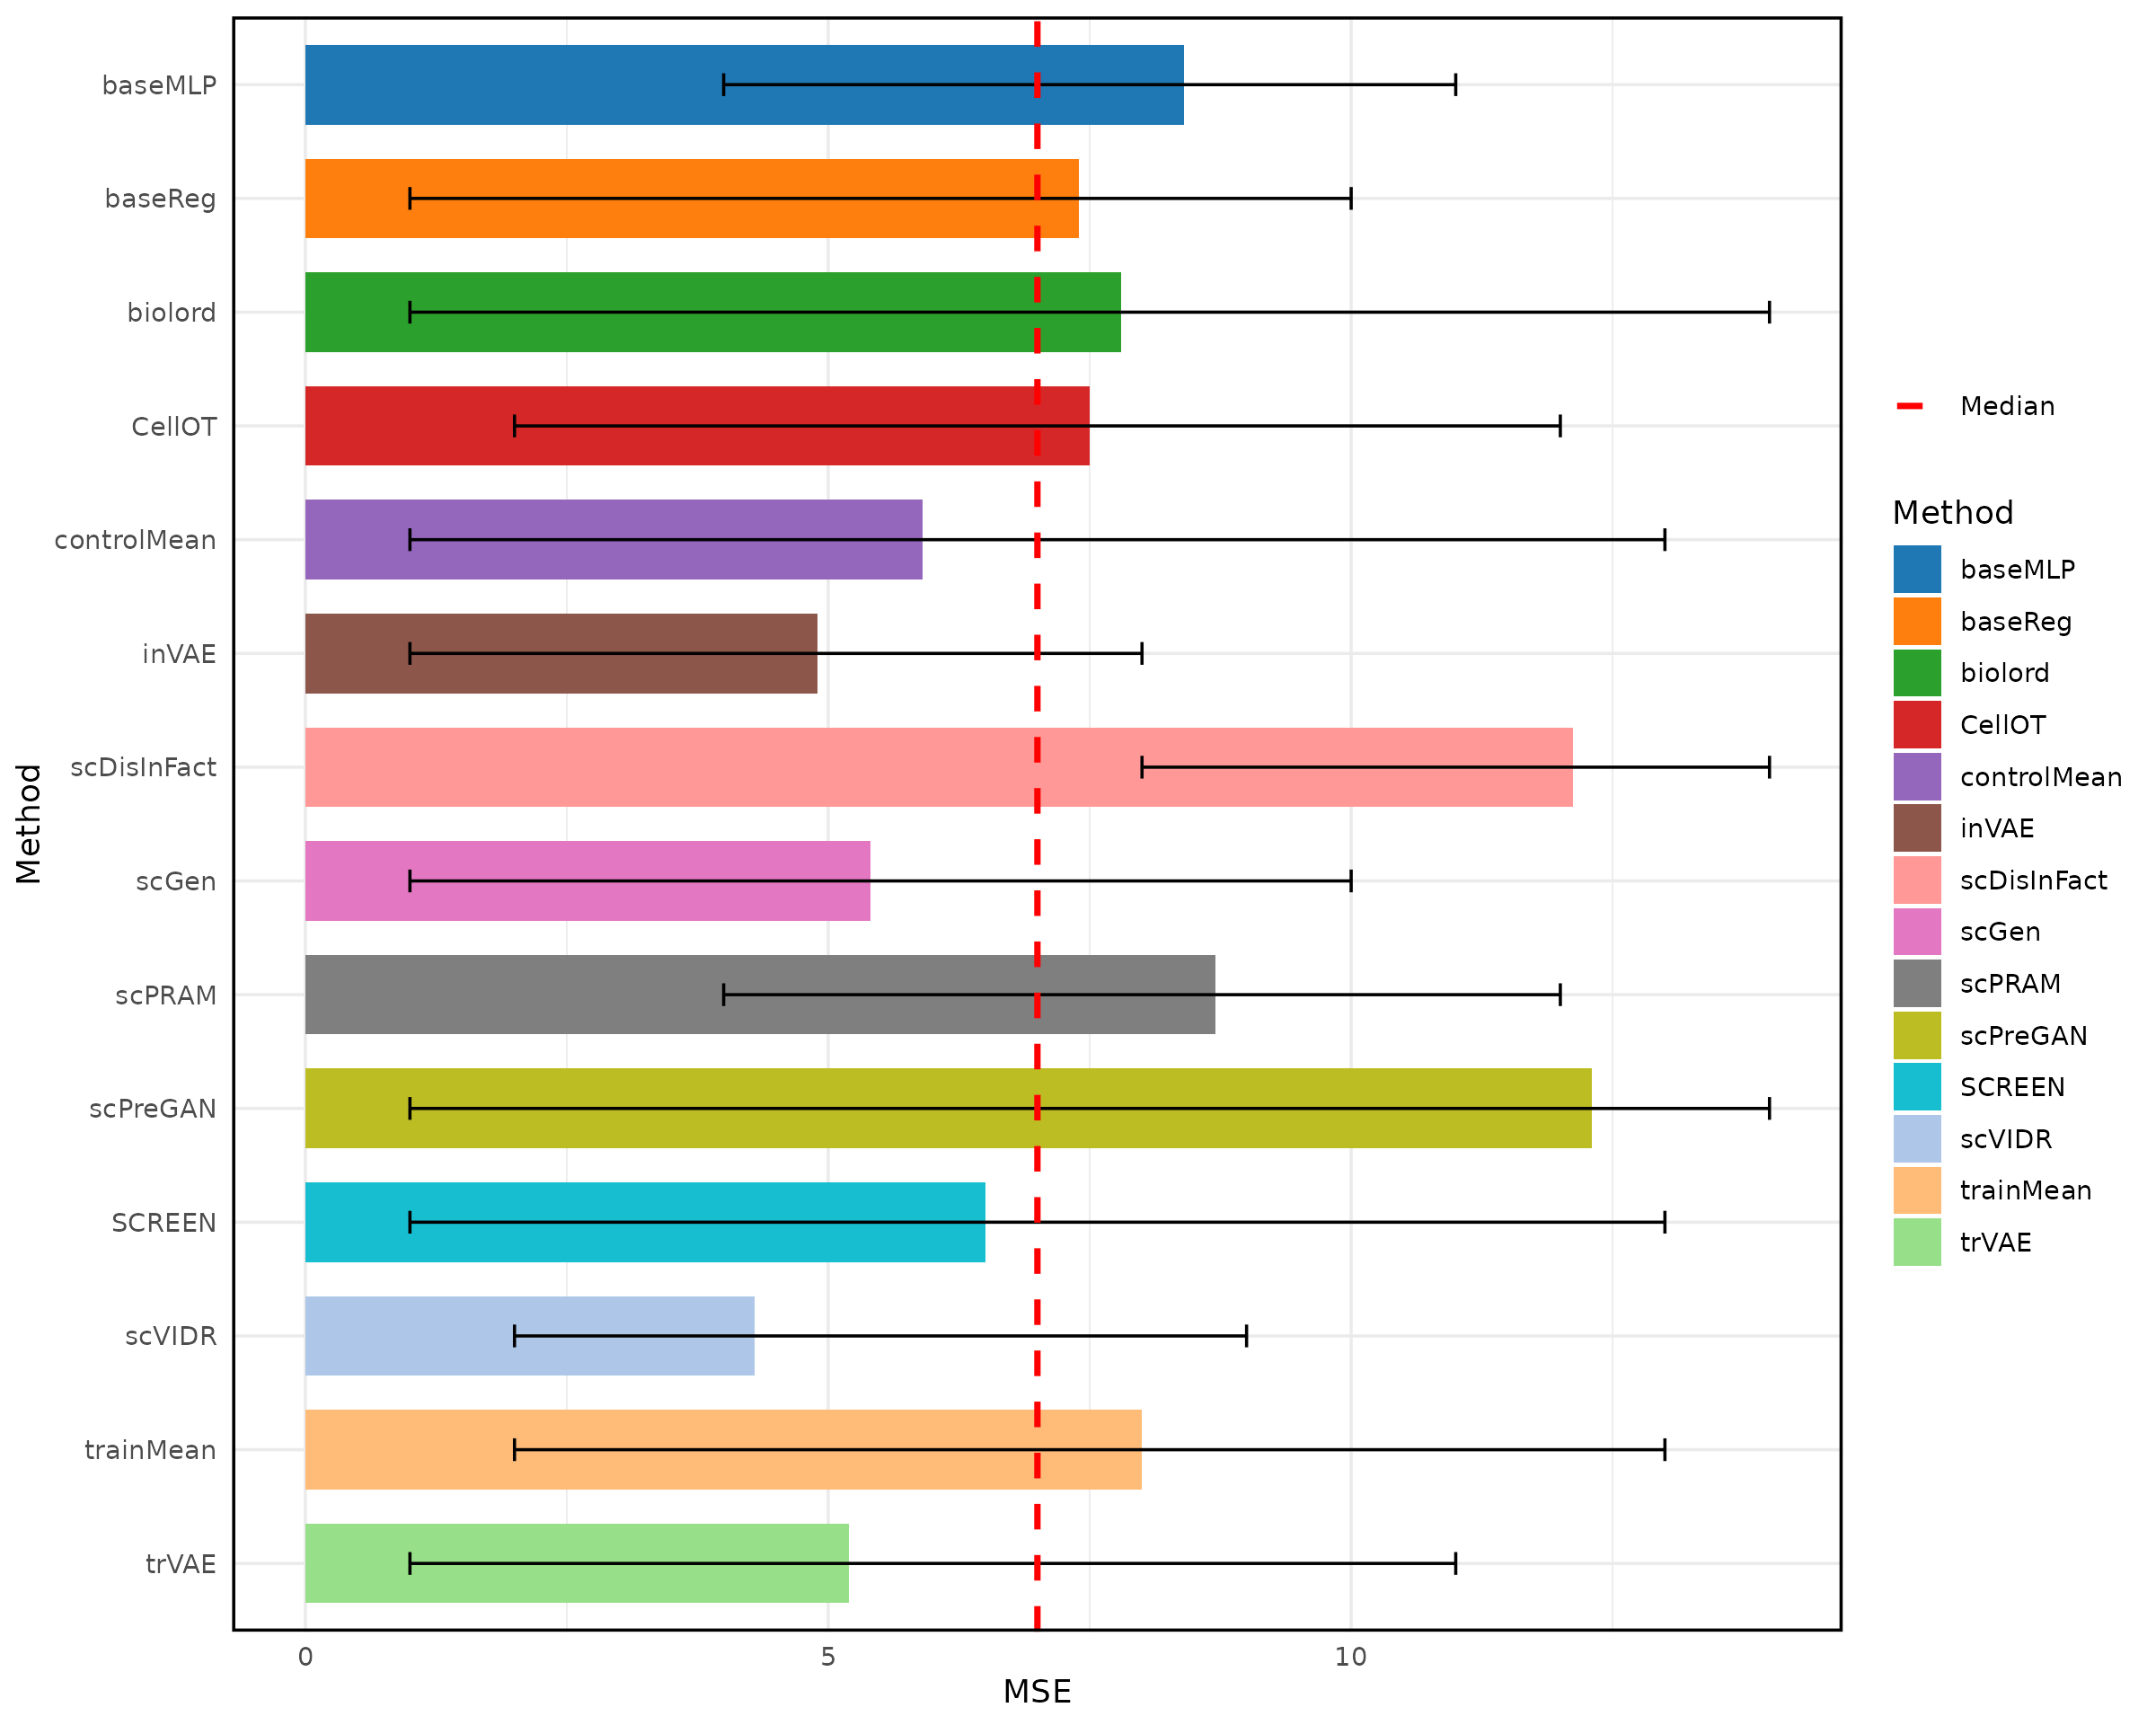 baseMLP
baseReg
biolord
CellOT
controlMean
inVAE
scDisInFact
scGen
scPRAM
scPreGAN
SCREEN
scVIDR
trainMean
trVAE
Method
0 5 10
MSE
Median
Method
baseMLP
baseReg
biolord
CellOT
controlMean
inVAE
scDisInFact
scGen
scPRAM
scPreGAN
SCREEN
scVIDR
trainMean
trVAE